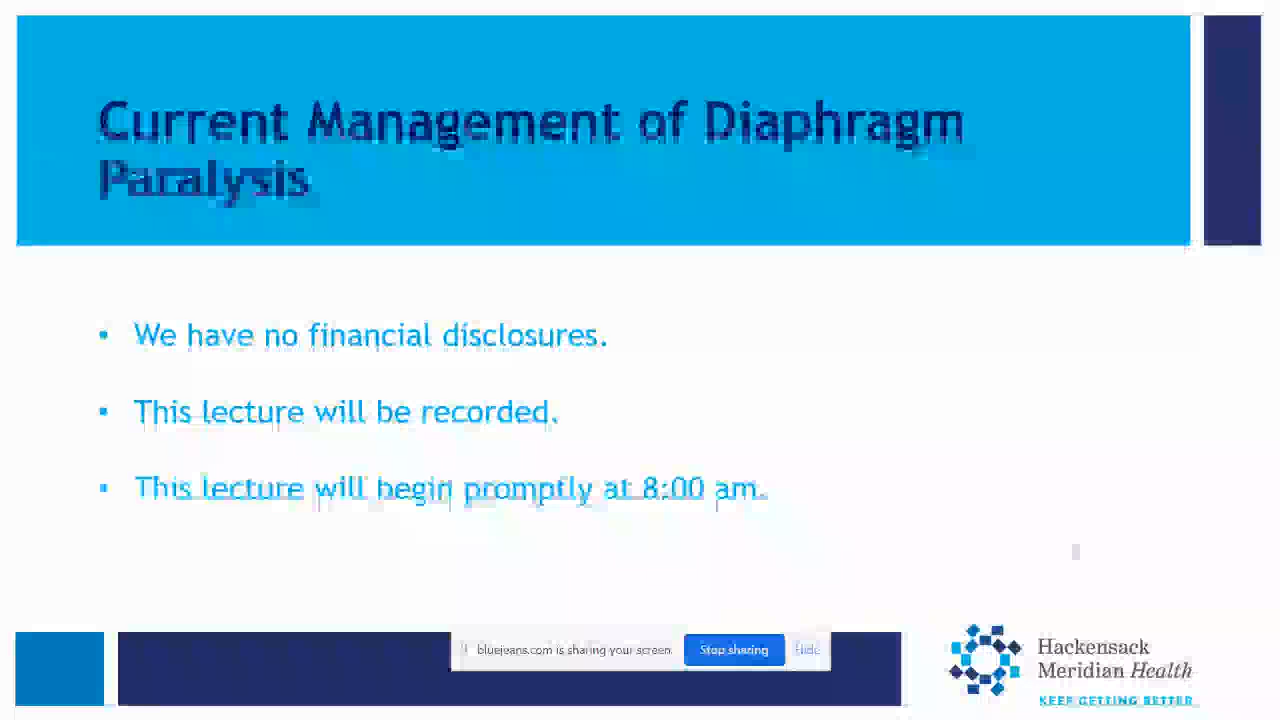 Current Management of Diaphragm
Paralysis
• We have no financial disclosures.
• This lecture will be recorded.
• This lecture will begin promptly at 8:00 am.
bluejeans.com is sharing your screen. Stop sharing Hide
Hackensack
Meridian Health
KEEP GETTING BETTER